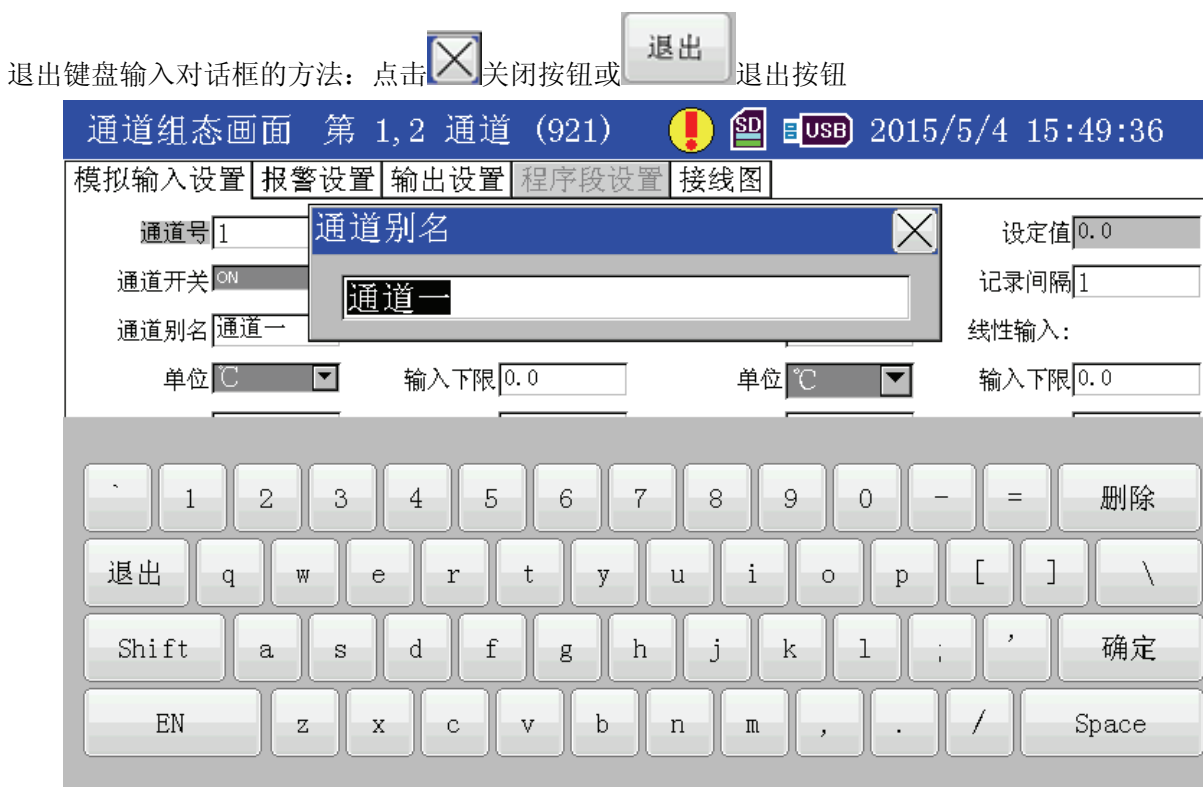 退出键盘输入对话框的方法：点击关闭按钮或 退出 退出按钮
通道组态画面 第 1,2 通道 (921) SD USB 2015/5/4 15:49:36
模拟输入设置 报警设置 输出设置 程序段设置 接线图
通道号 1 通道别名 设定值 0.0
通道开关 ON 通道一 记录间隔 1
通道别名 通道一 线性输入:
单位 ℃ 输入下限 0.0 单位 ℃ 输入下限 0.0
` 1 2 3 4 5 6 7 8 9 0 - = 删除
退出 q w e r t y u i o p [ ] \
Shift a s d f g h j k l ; ' 确定
EN z x c v b n m , . / Space